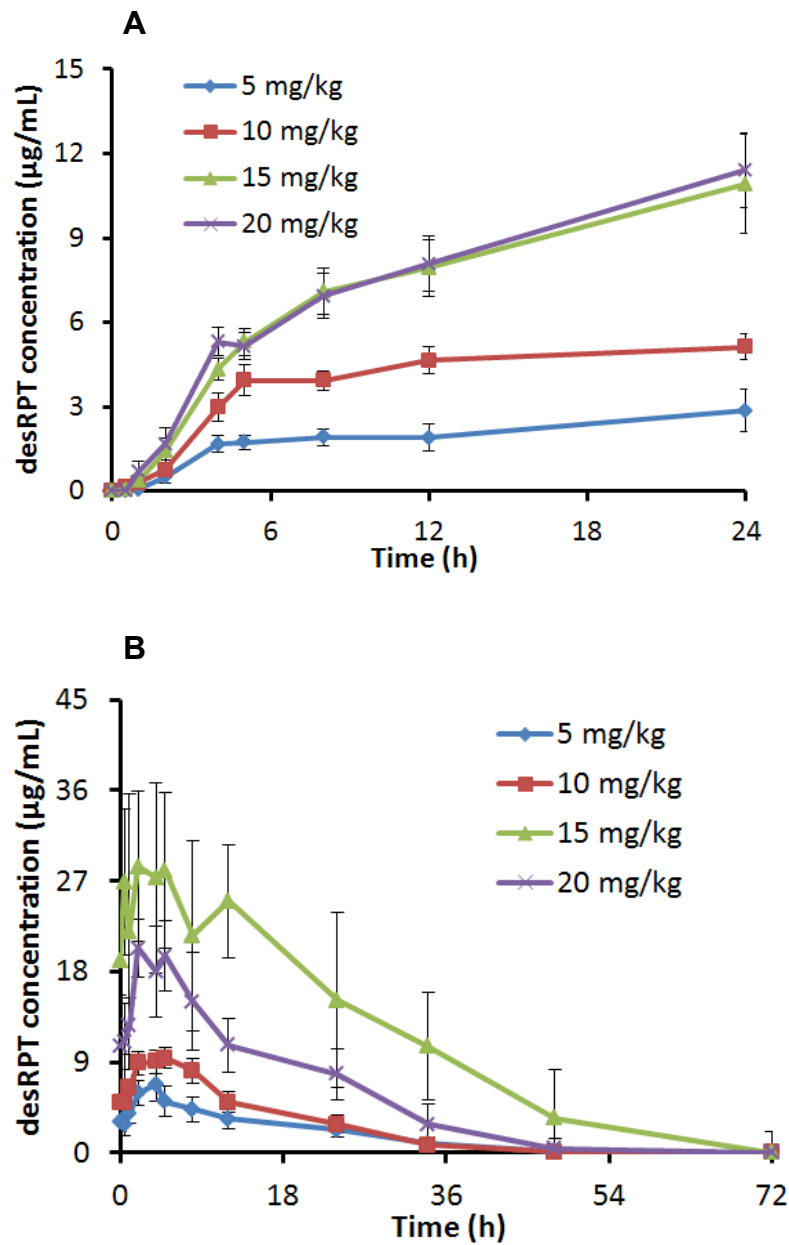 A
desRPT concentration (µg/mL)
15
12
9
6
3
0
5 mg/kg
10 mg/kg
15 mg/kg
20 mg/kg
0 6 12 18 24
Time (h)
B
desRPT concentration (µg/mL)
45
36
27
18
9
0
5 mg/kg
10 mg/kg
15 mg/kg
20 mg/kg
0 18 36 54 72
Time (h)